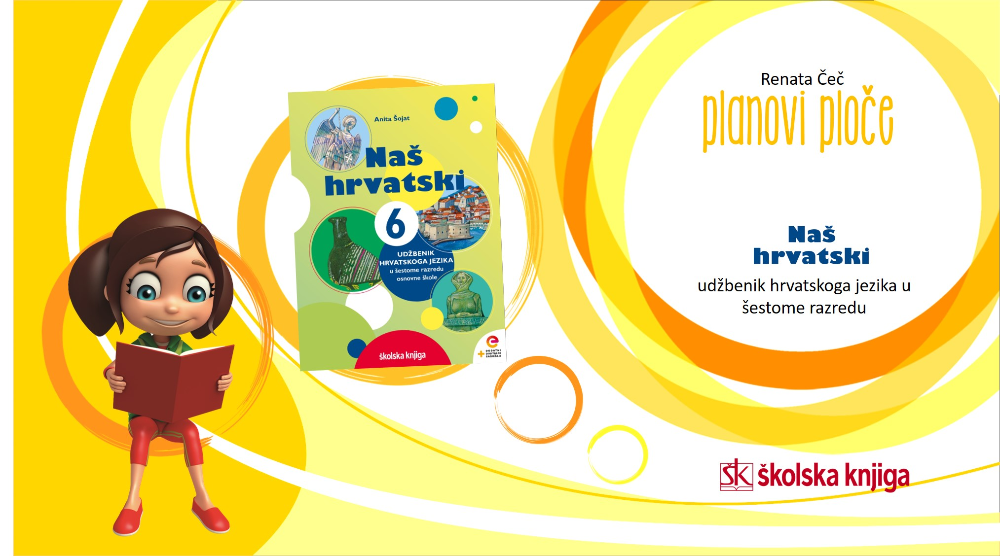 Anita Šojat
Naš
hrvatski
6
UDŽBENIK
HRVATSKOGA JEZIKA
u šestome razredu
osnovne škole
školska knjiga
e
+ DODATNI
DIGITALNI
SADRŽAJI
Renata Čeč
planovi ploče
Naš
hrvatski
udžbenik hrvatskoga jezika u
šestome razredu
ŠK školska knjiga